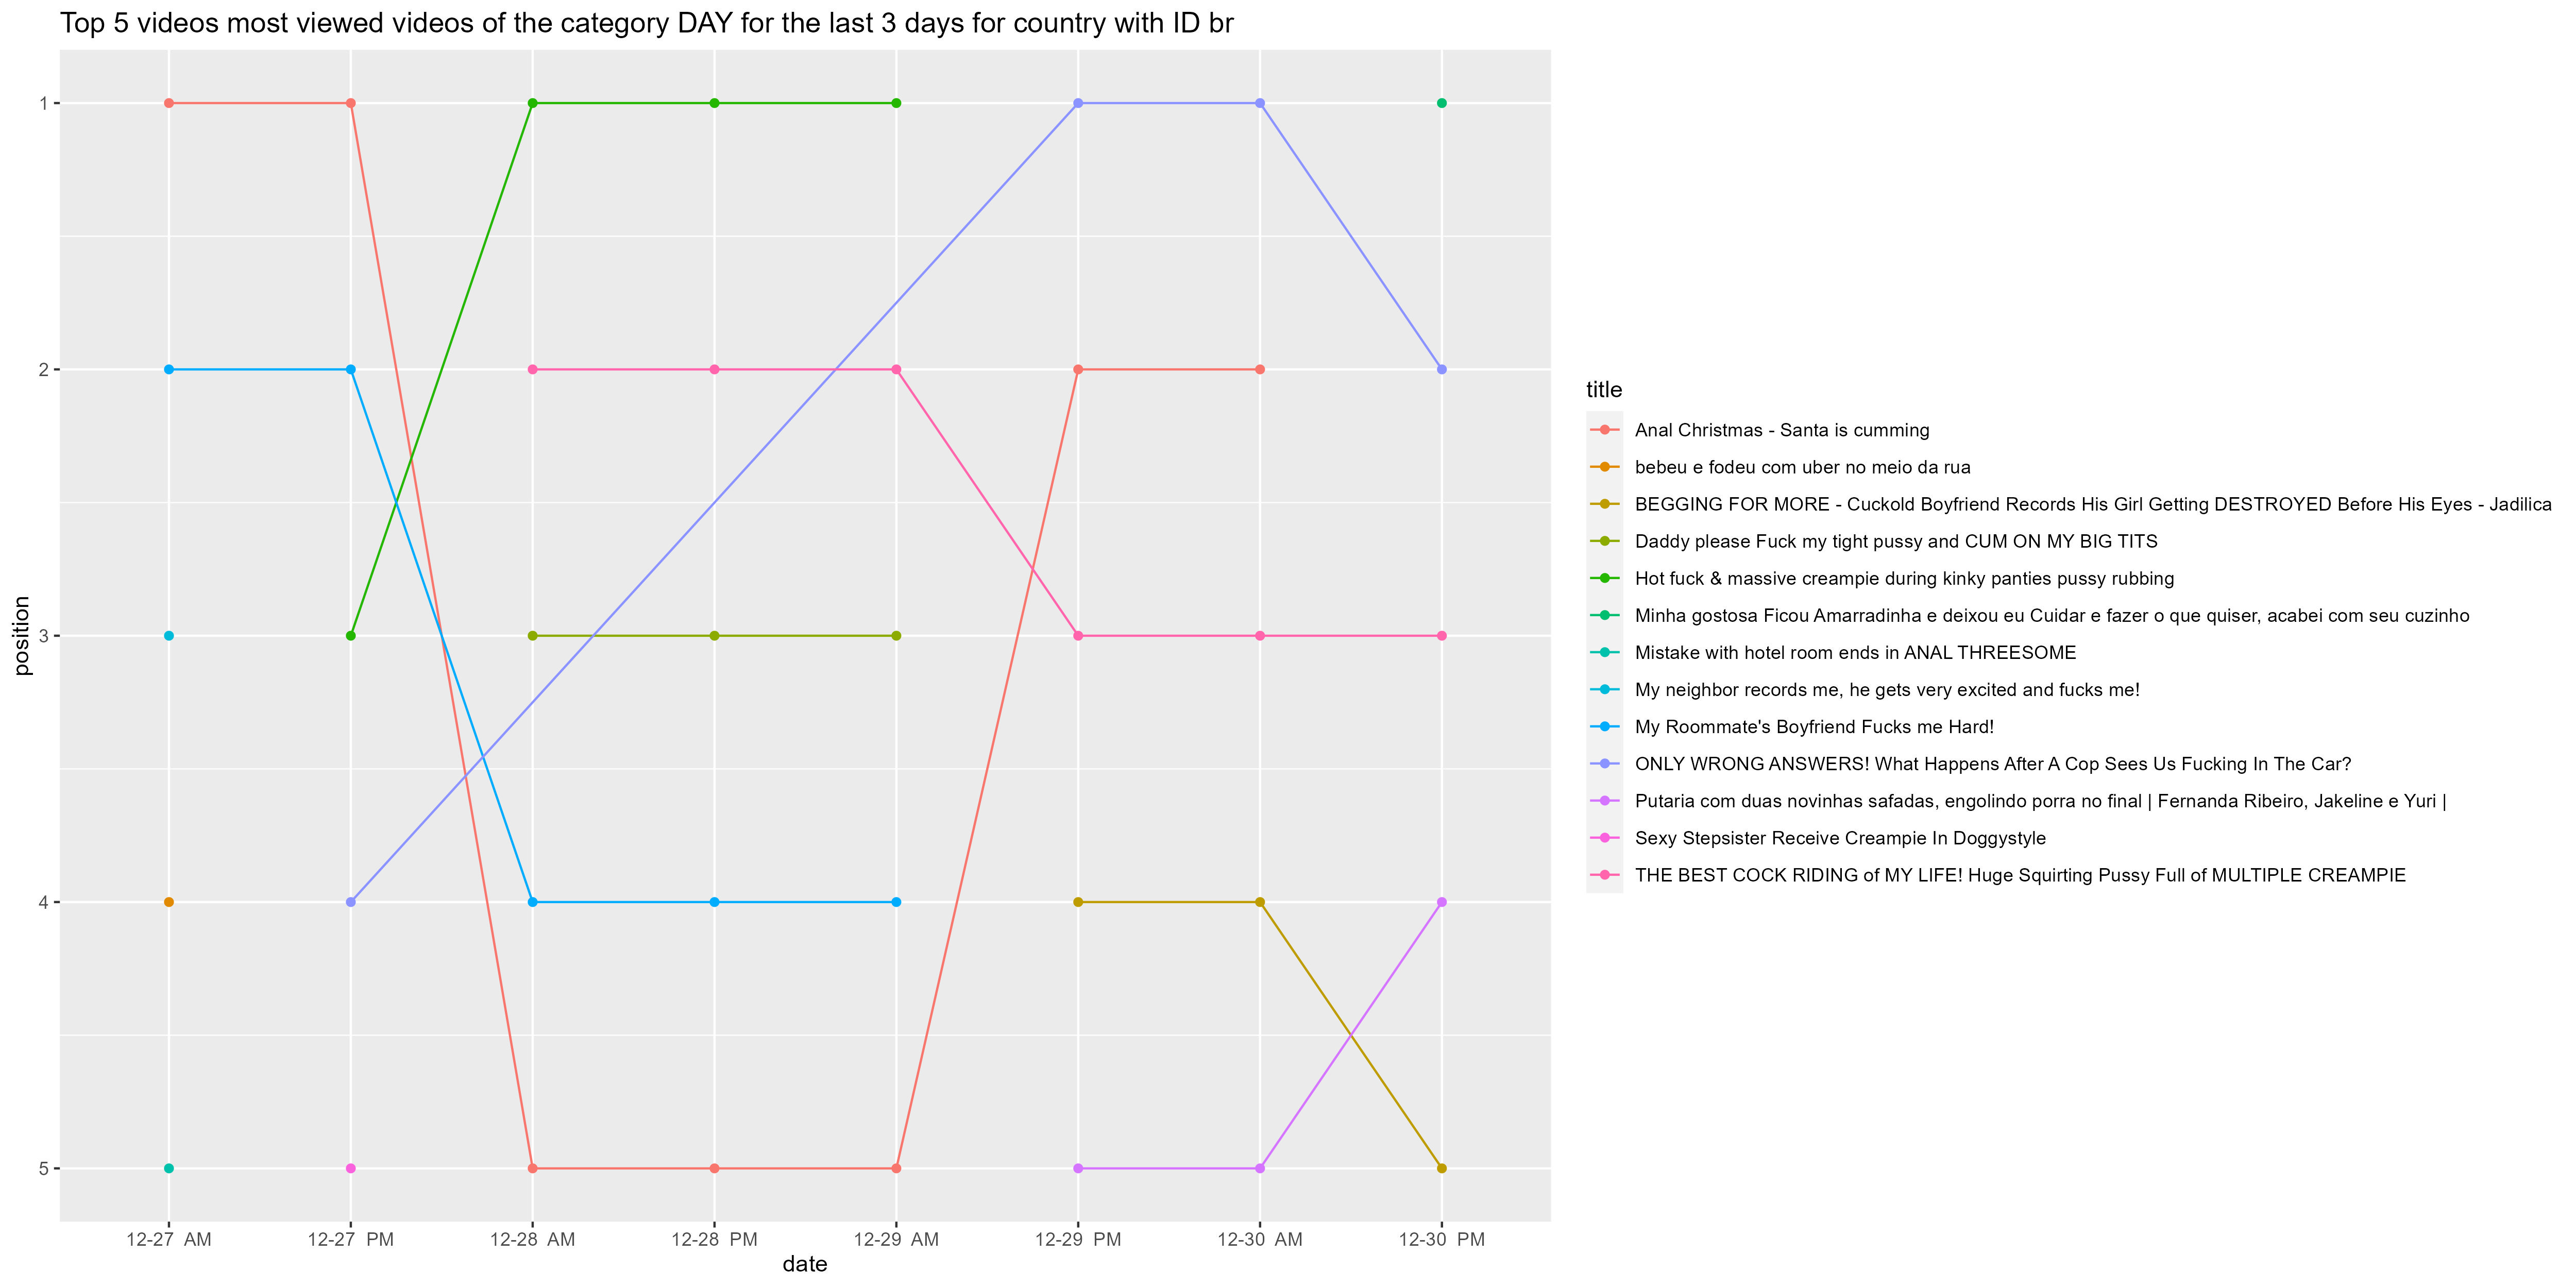 Top 5 videos most viewed videos of the category DAY for the last 3 days for country with ID br
position
1
2
3
4
5
12-27 AM
12-27 PM
12-28 AM
12-28 PM
12-29 AM
12-29 PM
12-30 AM
12-30 PM
date
title
Anal Christmas - Santa is cumming
bebeu e fodeu com uber no meio da rua
BEGGING FOR MORE - Cuckold Boyfriend Records His Girl Getting DESTROYED Before His Eyes - Jadilica
Daddy please Fuck my tight pussy and CUM ON MY BIG TITS
Hot fuck & massive creampie during kinky panties pussy rubbing
Minha gostosa Ficou Amarradinha e deixou eu Cuidar e fazer o que quiser, acabei com seu cuzinho
Mistake with hotel room ends in ANAL THREESOME
My neighbor records me, he gets very excited and fucks me!
My Roommate's Boyfriend Fucks me Hard!
ONLY WRONG ANSWERS! What Happens After A Cop Sees Us Fucking In The Car?
Putaria com duas novinhas safadas, engolindo porra no final | Fernanda Ribeiro, Jakeline e Yuri |
Sexy Stepsister Receive Creampie In Doggystyle
THE BEST COCK RIDING of MY LIFE! Huge Squirting Pussy Full of MULTIPLE CREAMPIE